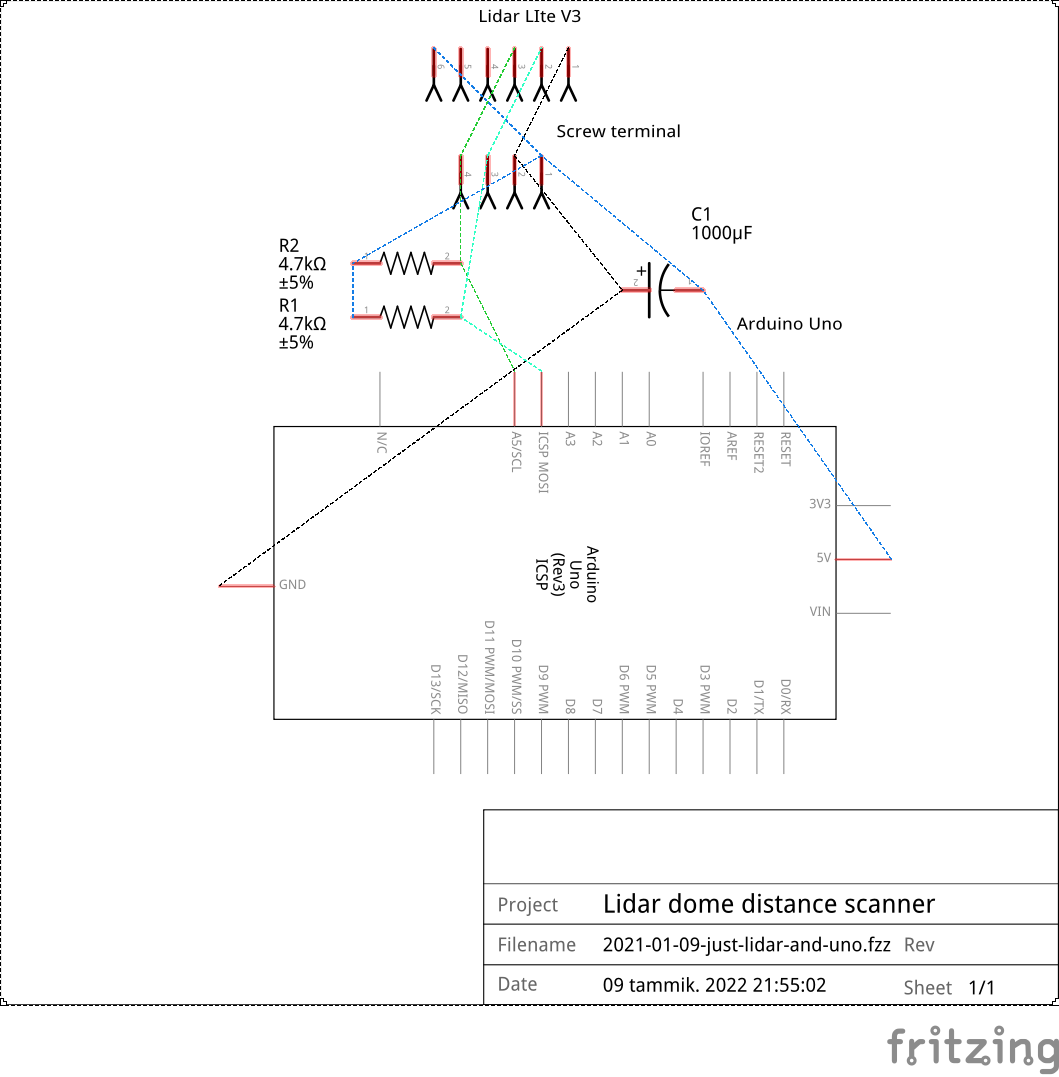 Lidar LIte V3
6 5 4 3 2 1
Screw terminal
4 3 2 1
C1
1000µF
R2
4.7kΩ
±5%
1 2
R1
4.7kΩ
±5%
1 2
+
2 1
Arduino Uno
N/C
A5/SCL
ICSP MOSI
A3
A2
A1
A0
IOREF
AREF
RESET2
RESET
3V3
5V
VIN
GND
Arduino
Uno
(Rev3)
ICSP
D13/SCK
D12/MISO
D11 PWM/MOSI
D10 PWM/SS
D9 PWM
D8
D7
D6 PWM
D5 PWM
D4
D3 PWM
D2
D1/TX
D0/RX
Project Lidar dome distance scanner
Filename 2021-01-09-just-lidar-and-uno.fzz Rev
Date 09 tammik. 2022 21:55:02 Sheet 1/1
fritzing